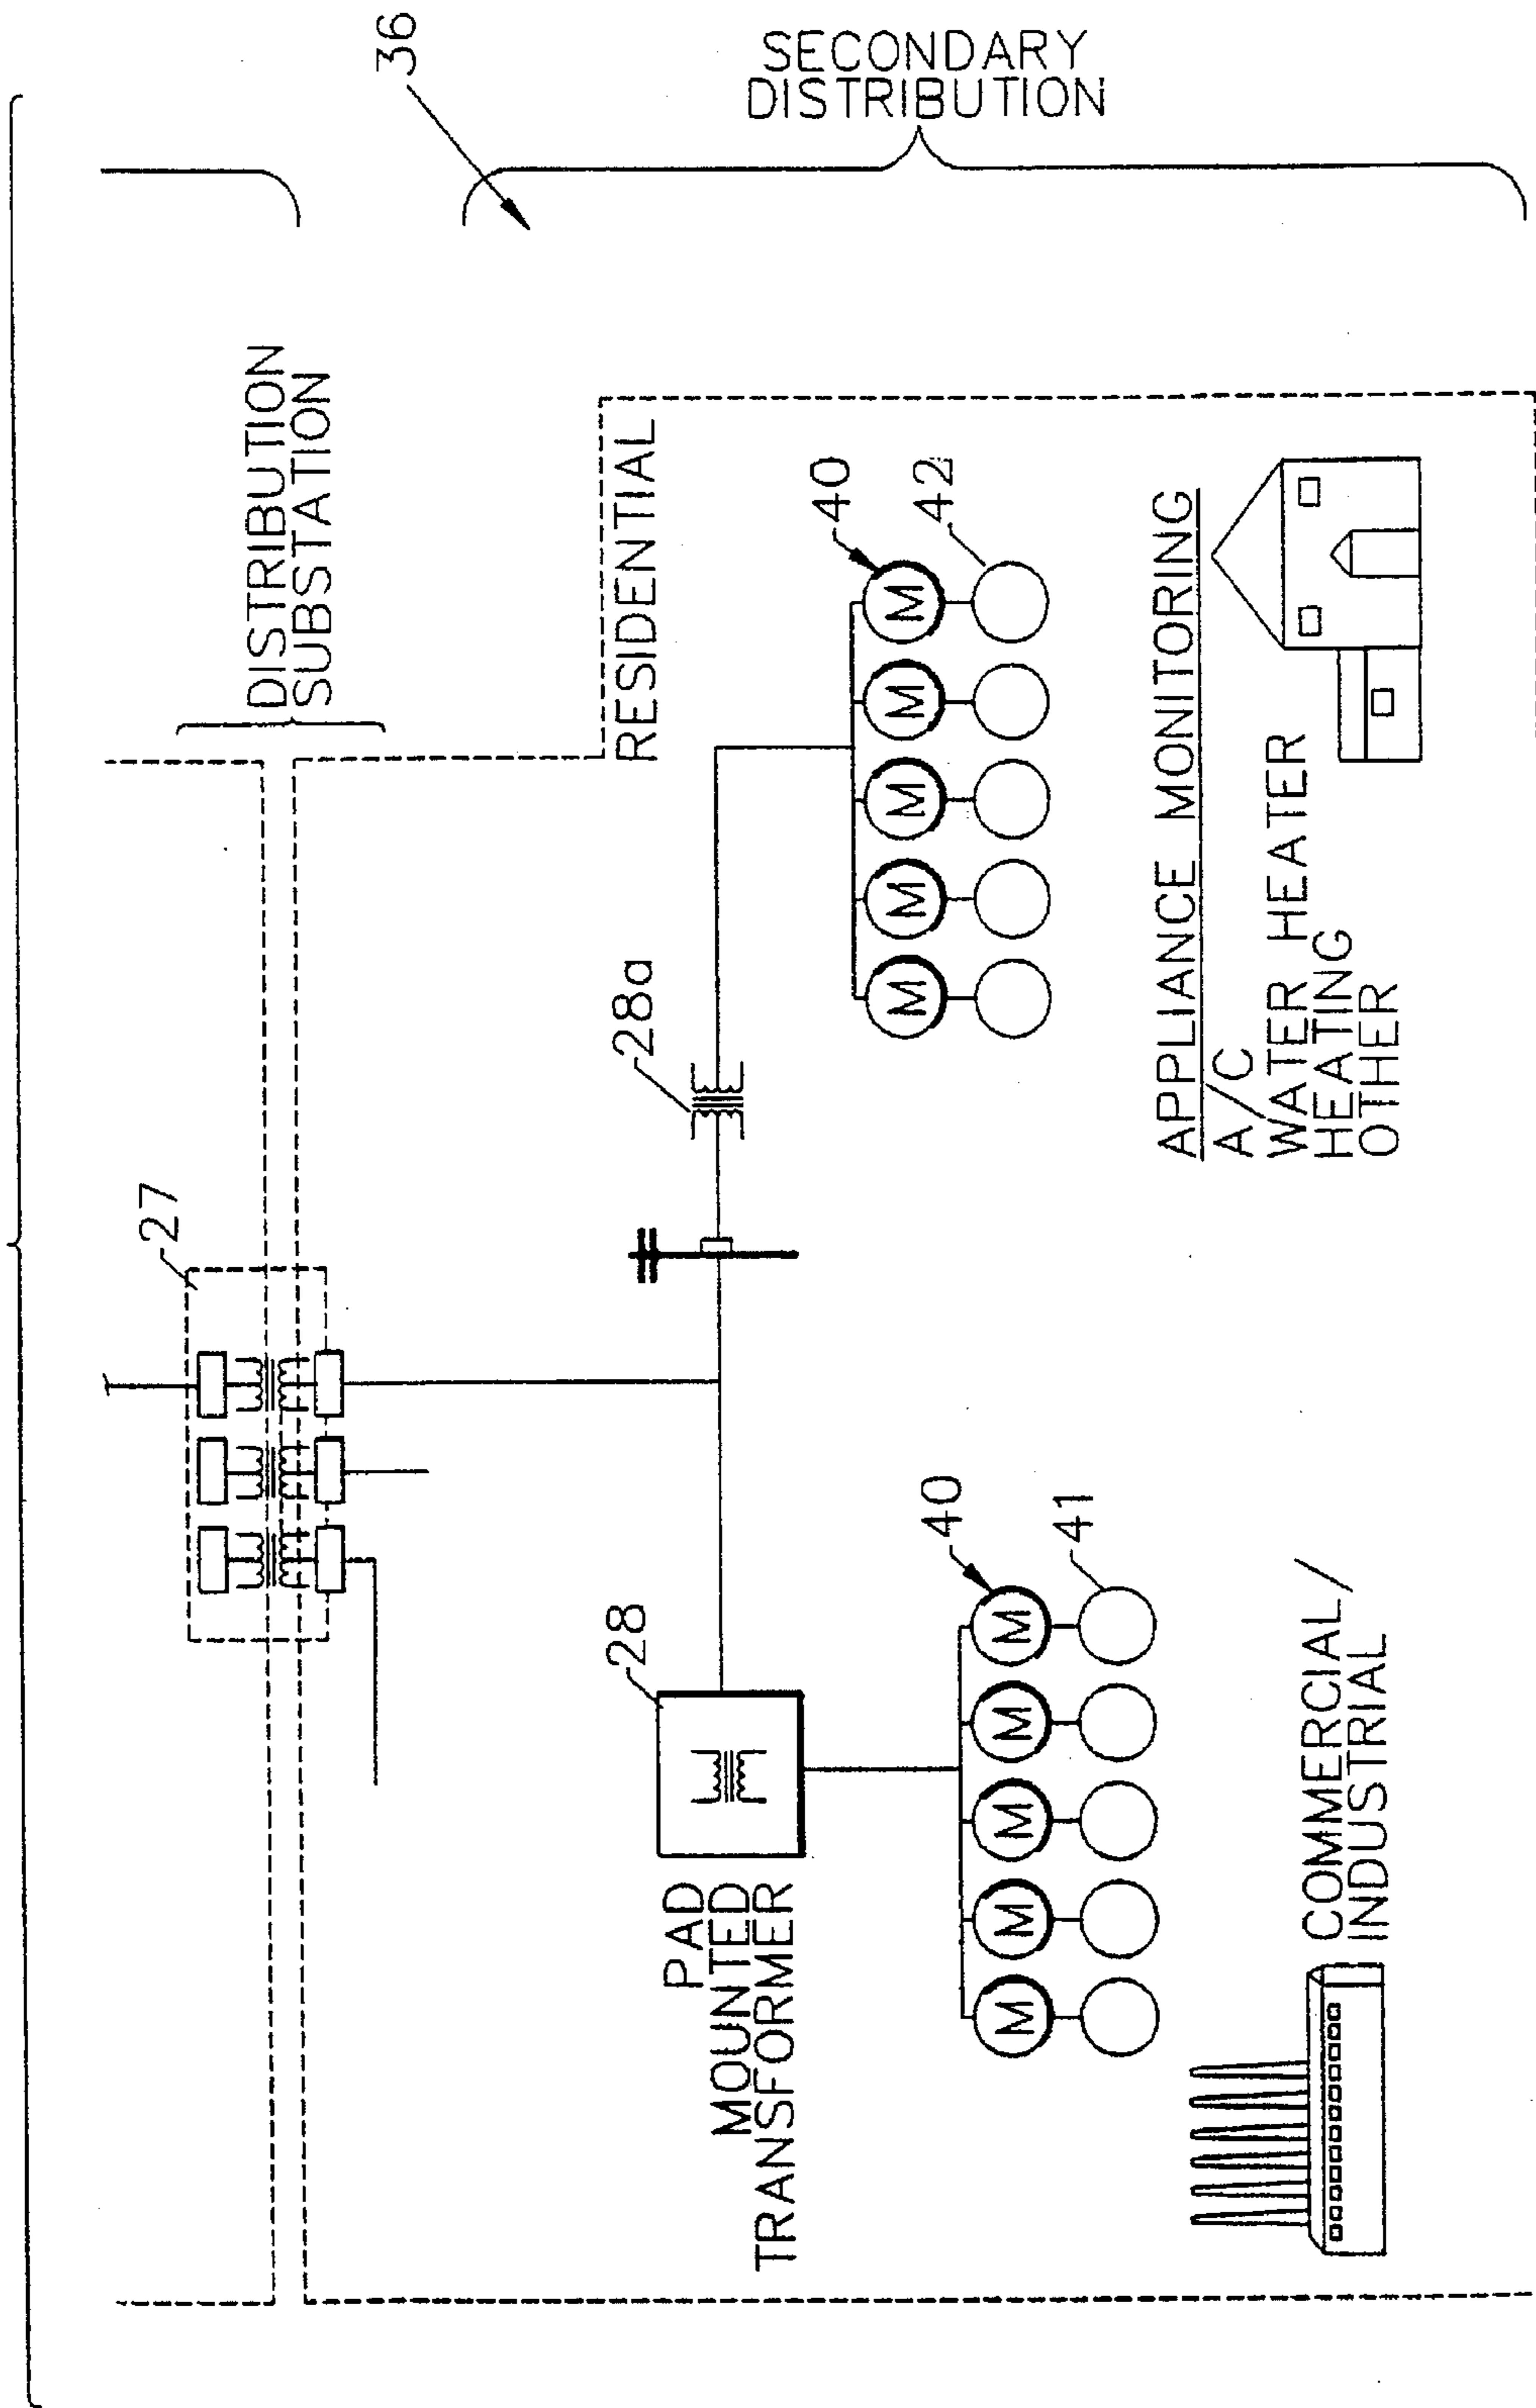 36
SECONDARY
DISTRIBUTION
DISTRIBUTION
SUBSTATION
27
RESIDENTIAL
28
28a
PAD
MOUNTED
TRANSFORMER
40
M M M M M
42
40
M M M M M
41
APPLIANCE MONITORING
A/C
WATER HEATER
HEATING
OTHER
COMMERCIAL /
INDUSTRIAL